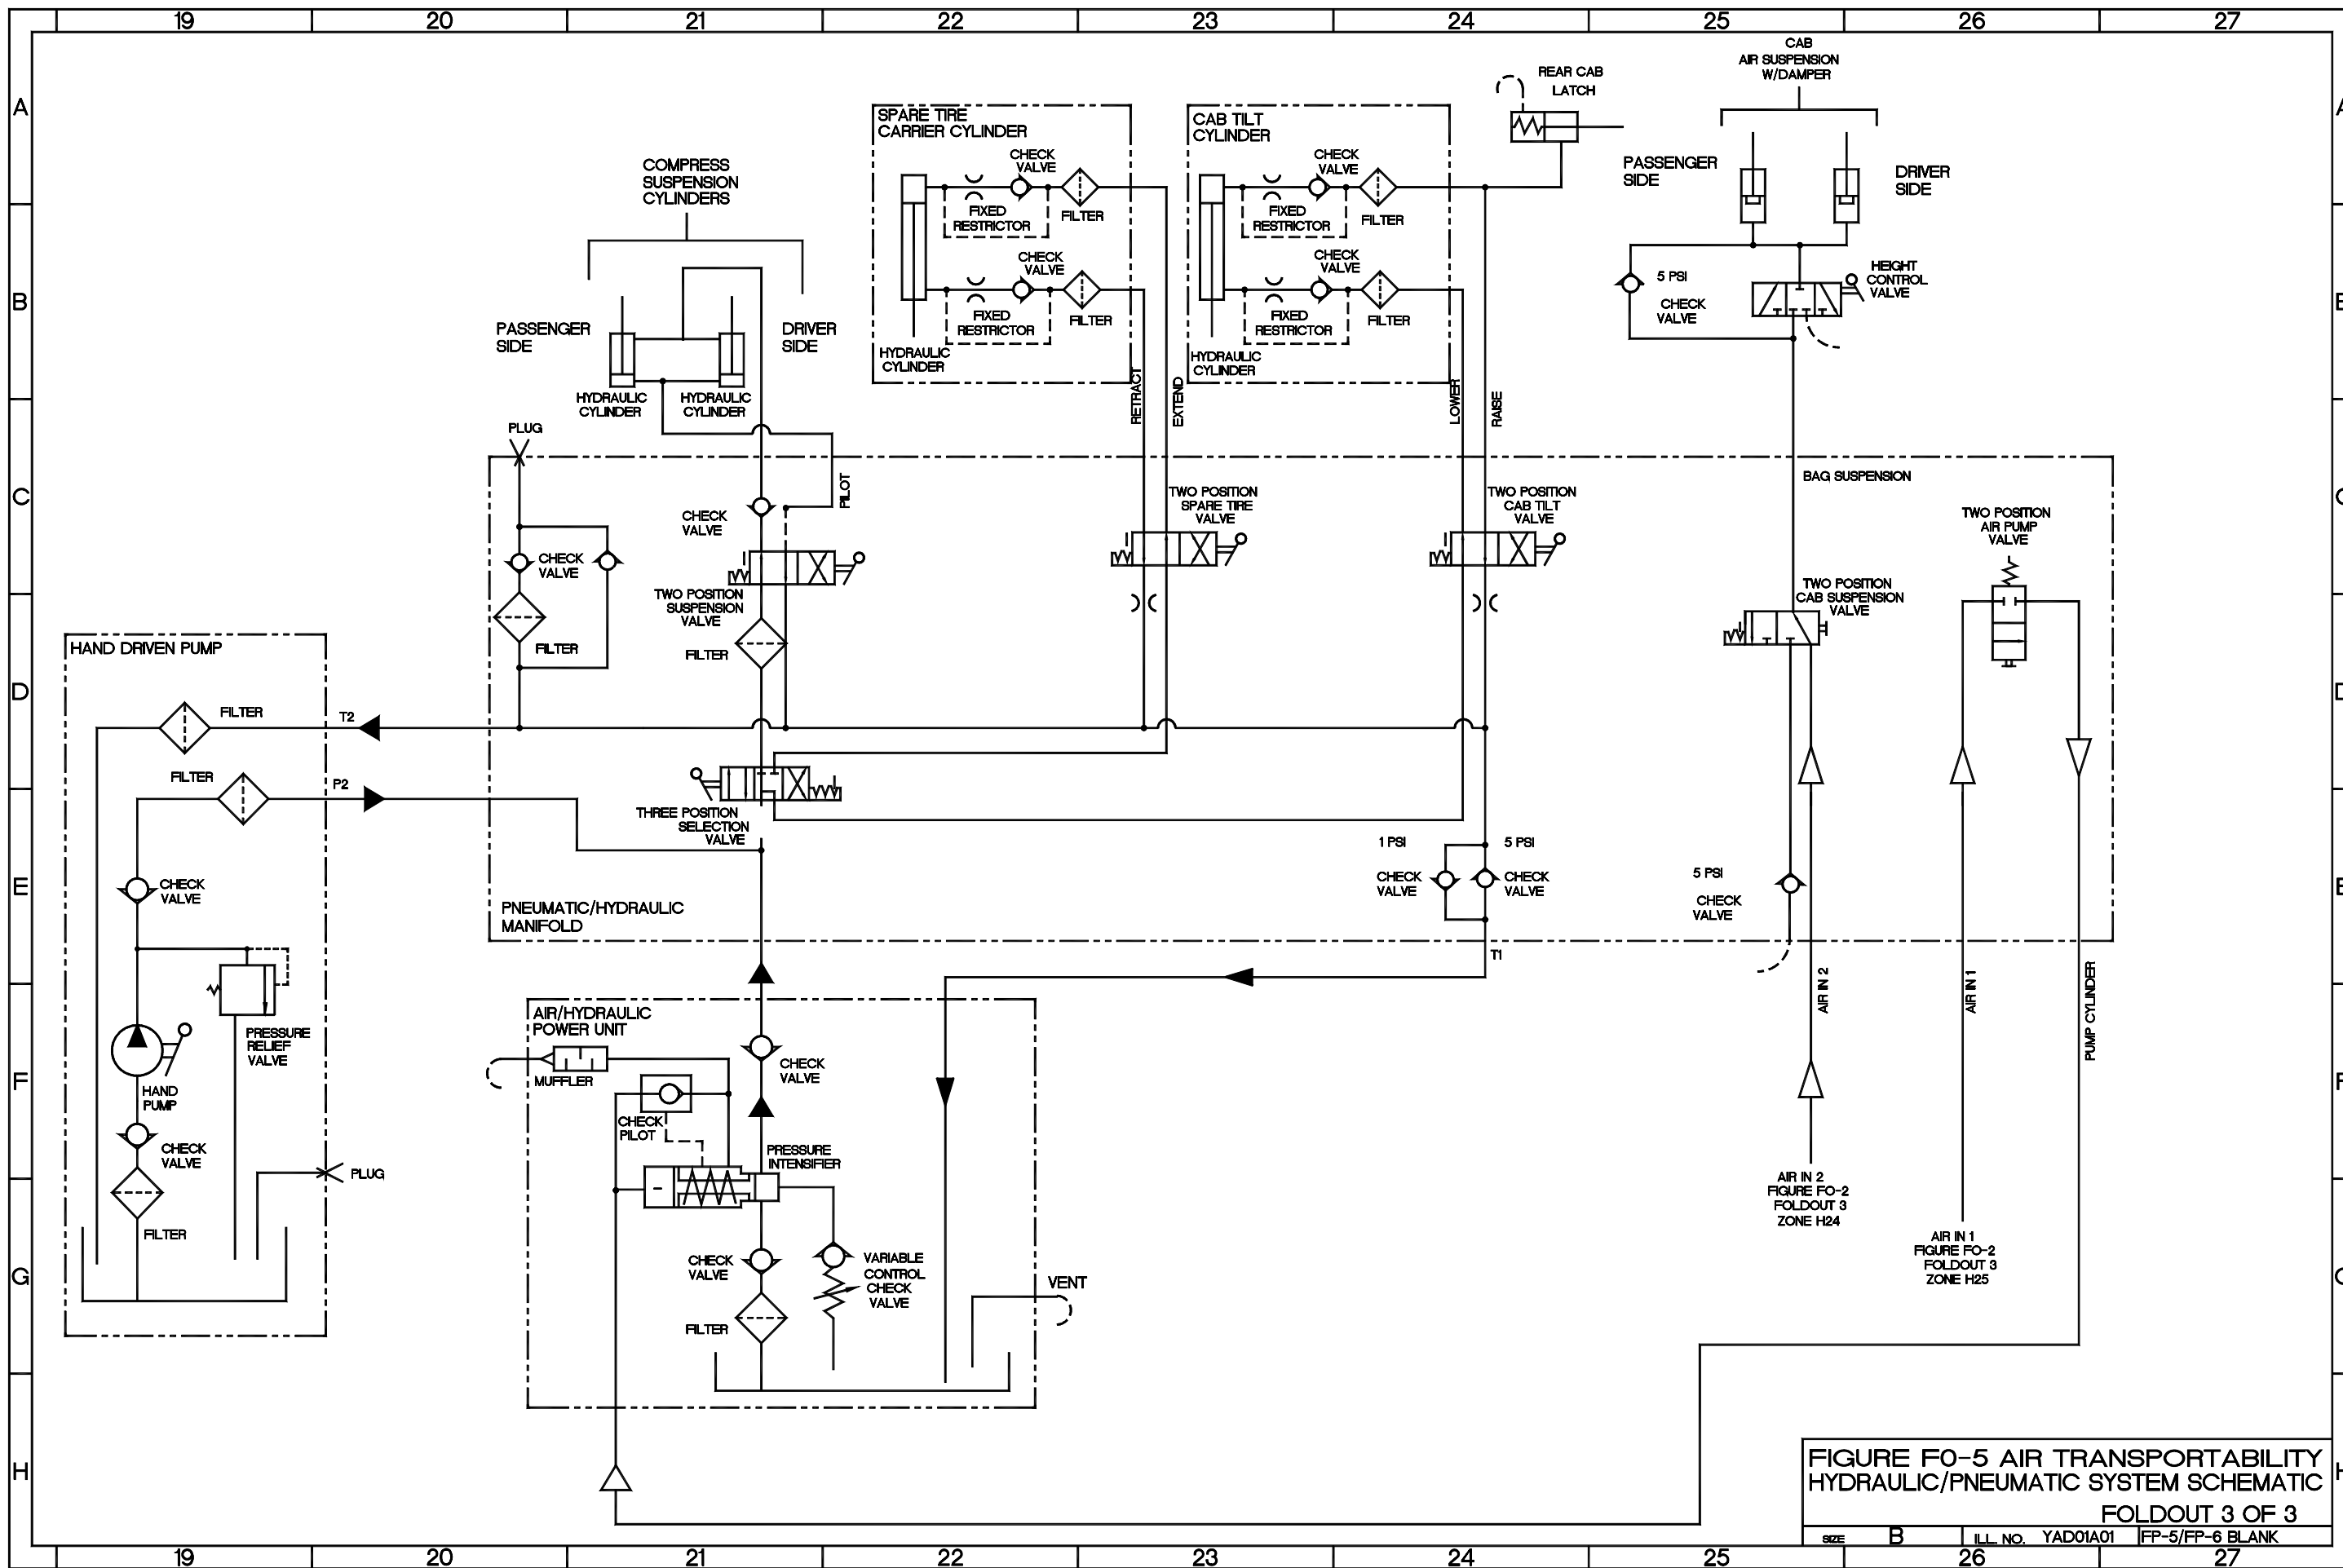 19 20 21 22 23 24 25 26 27
A
B
C
D
E
F
G
H
CAB
AIR SUSPENSION
W/DAMPER
PASSENGER
SIDE
DRIVER
SIDE
REAR CAB
LATCH
SPARE TIRE
CARRIER CYLINDER
CHECK
VALVE
FIXED
RESTRICTOR
FILTER
CHECK
VALVE
FIXED
RESTRICTOR
FILTER
HYDRAULIC
CYLINDER
RETRACT
EXTEND
CAB TILT
CYLINDER
CHECK
VALVE
FIXED
RESTRICTOR
FILTER
CHECK
VALVE
FIXED
RESTRICTOR
FILTER
HYDRAULIC
CYLINDER
LOWER
RAISE
COMPRESS
SUSPENSION
CYLINDERS
PASSENGER
SIDE
DRIVER
SIDE
HYDRAULIC
CYLINDER
HYDRAULIC
CYLINDER
5 PSI
CHECK
VALVE
HEIGHT
CONTROL
VALVE
PLUG
PILOT
CHECK
VALVE
CHECK
VALVE
FILTER
TWO POSITION
SUSPENSION
VALVE
FILTER
TWO POSITION
SPARE TIRE
VALVE
TWO POSITION
CAB TILT
VALVE
BAG SUSPENSION
TWO POSITION
AIR PUMP
VALVE
TWO POSITION
CAB SUSPENSION
VALVE
HAND DRIVEN PUMP
FILTER
T2
FILTER
P2
CHECK
VALVE
PRESSURE
RELIEF
VALVE
HAND
PUMP
CHECK
VALVE
FILTER
PLUG
THREE POSITION
SELECTION
VALVE
PNEUMATIC/HYDRAULIC
MANIFOLD
1 PSI
CHECK
VALVE
5 PSI
CHECK
VALVE
T1
5 PSI
CHECK
VALVE
AIR IN 2
AIR IN 1
PUMP CYLINDER
AIR/HYDRAULIC
POWER UNIT
MUFFLER
CHECK
VALVE
CHECK
PILOT
PRESSURE
INTENSIFIER
CHECK
VALVE
FILTER
VARIABLE
CONTROL
CHECK
VALVE
VENT
AIR IN 2
FIGURE FO-2
FOLDOUT 3
ZONE H24
AIR IN 1
FIGURE FO-2
FOLDOUT 3
ZONE H25
FIGURE FO-5 AIR TRANSPORTABILITY
HYDRAULIC/PNEUMATIC SYSTEM SCHEMATIC
FOLDOUT 3 OF 3
SIZE B ILL. NO. YAD01A01 FP-5/FP-6 BLANK
A
B
C
D
E
F
G
H
19 20 21 22 23 24 25 26 27